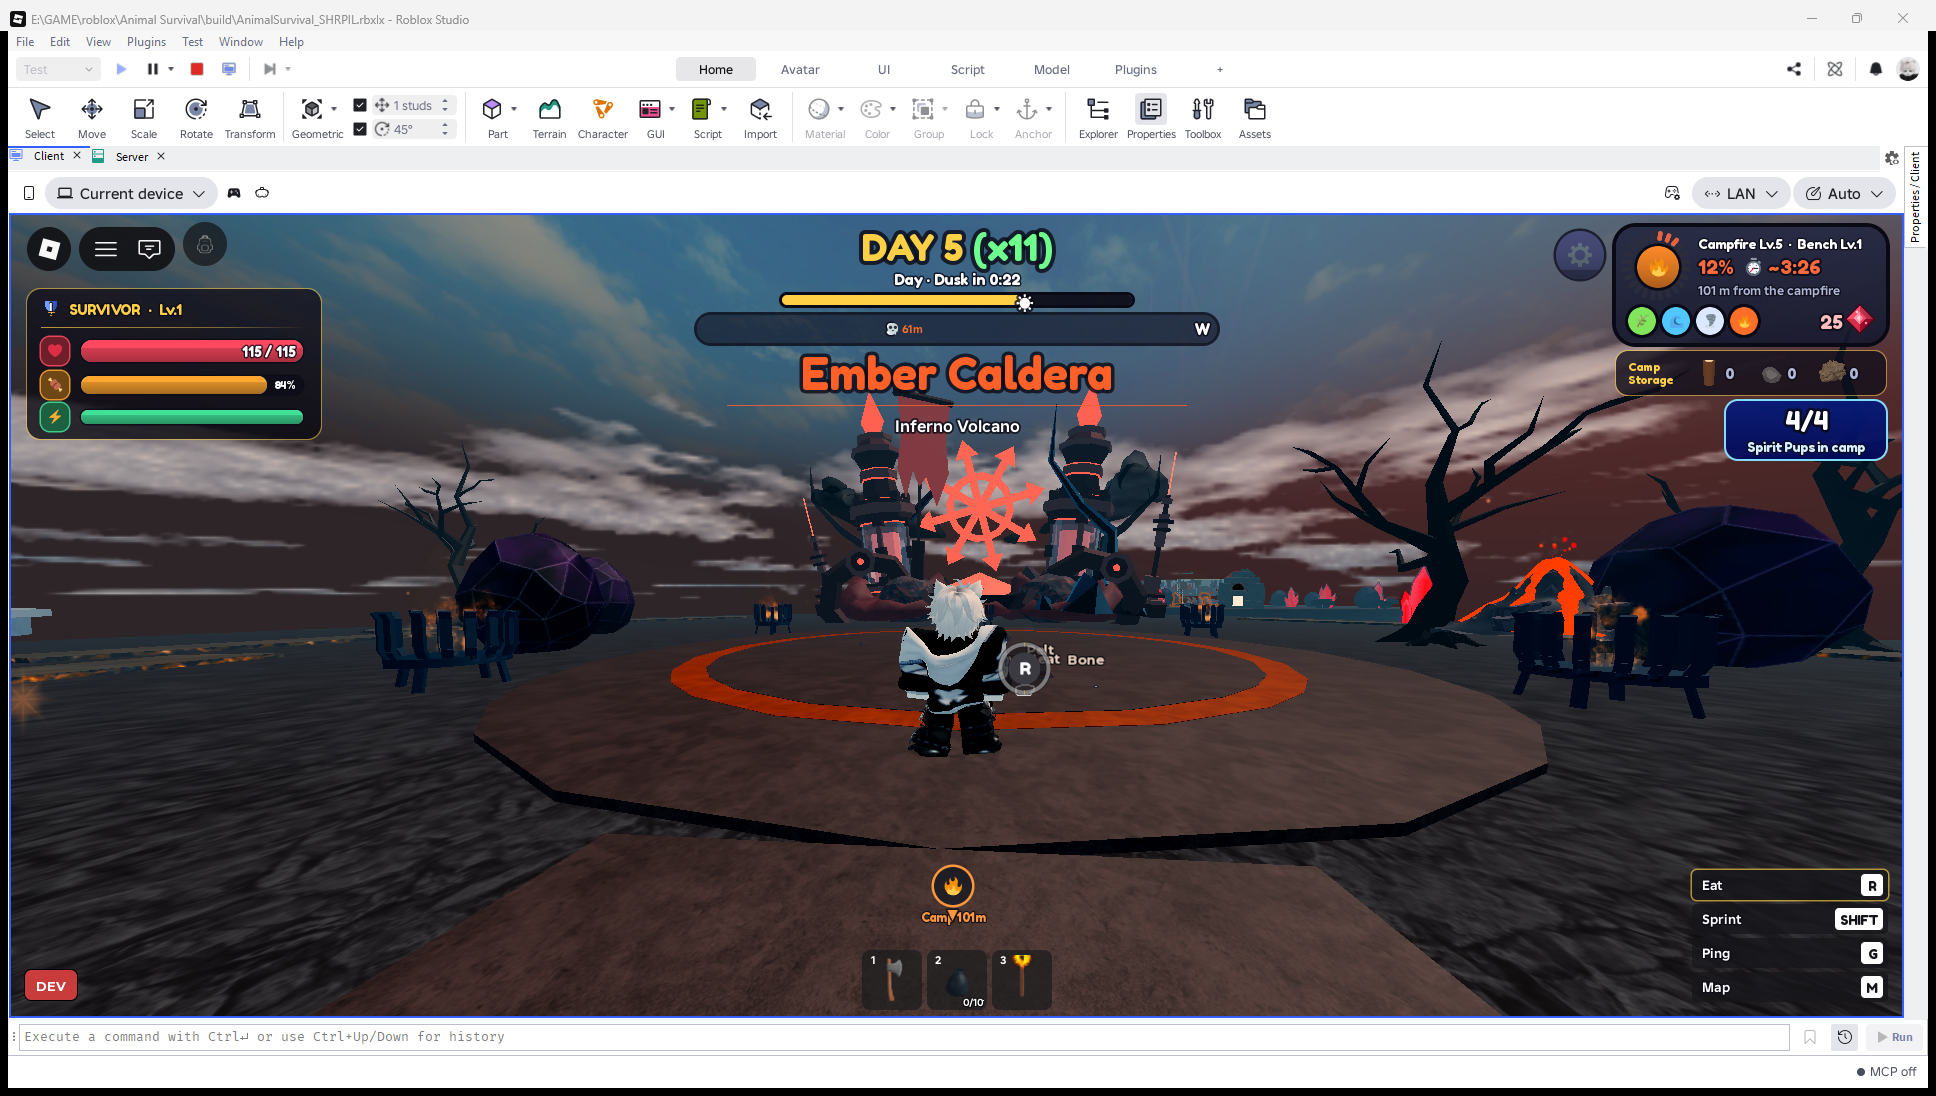 E:\GAME\roblox\Animal Survival\build\AnimalSurvival_SHRPIL.rbxlx - Roblox Studio
File Edit View Plugins Test Window Help
Test
Home Avatar UI Script Model Plugins +
1 studs
45°
Select Move Scale Rotate Transform Geometric Part Terrain Character GUI Script Import Material Color Group Lock Anchor Explorer Properties Toolbox Assets
Client Server
Properties / Client
Current device
LAN Auto
DAY 5 (x11)
Day · Dusk in 0:22
61m
W
Ember Caldera
Inferno Volcano
SURVIVOR · Lv.1
115 / 115
84%
Campfire Lv.5 · Bench Lv.1
12% ~3:26
101 m from the campfire
25
Camp
Storage
0 0 0
4/4
Spirit Pups in camp
R
Bone
Camp 101m
Eat R
Sprint SHIFT
Ping G
Map M
1 2 3
0/10
DEV
Execute a command with Ctrl↵ or use Ctrl+Up/Down for history
Run
MCP off